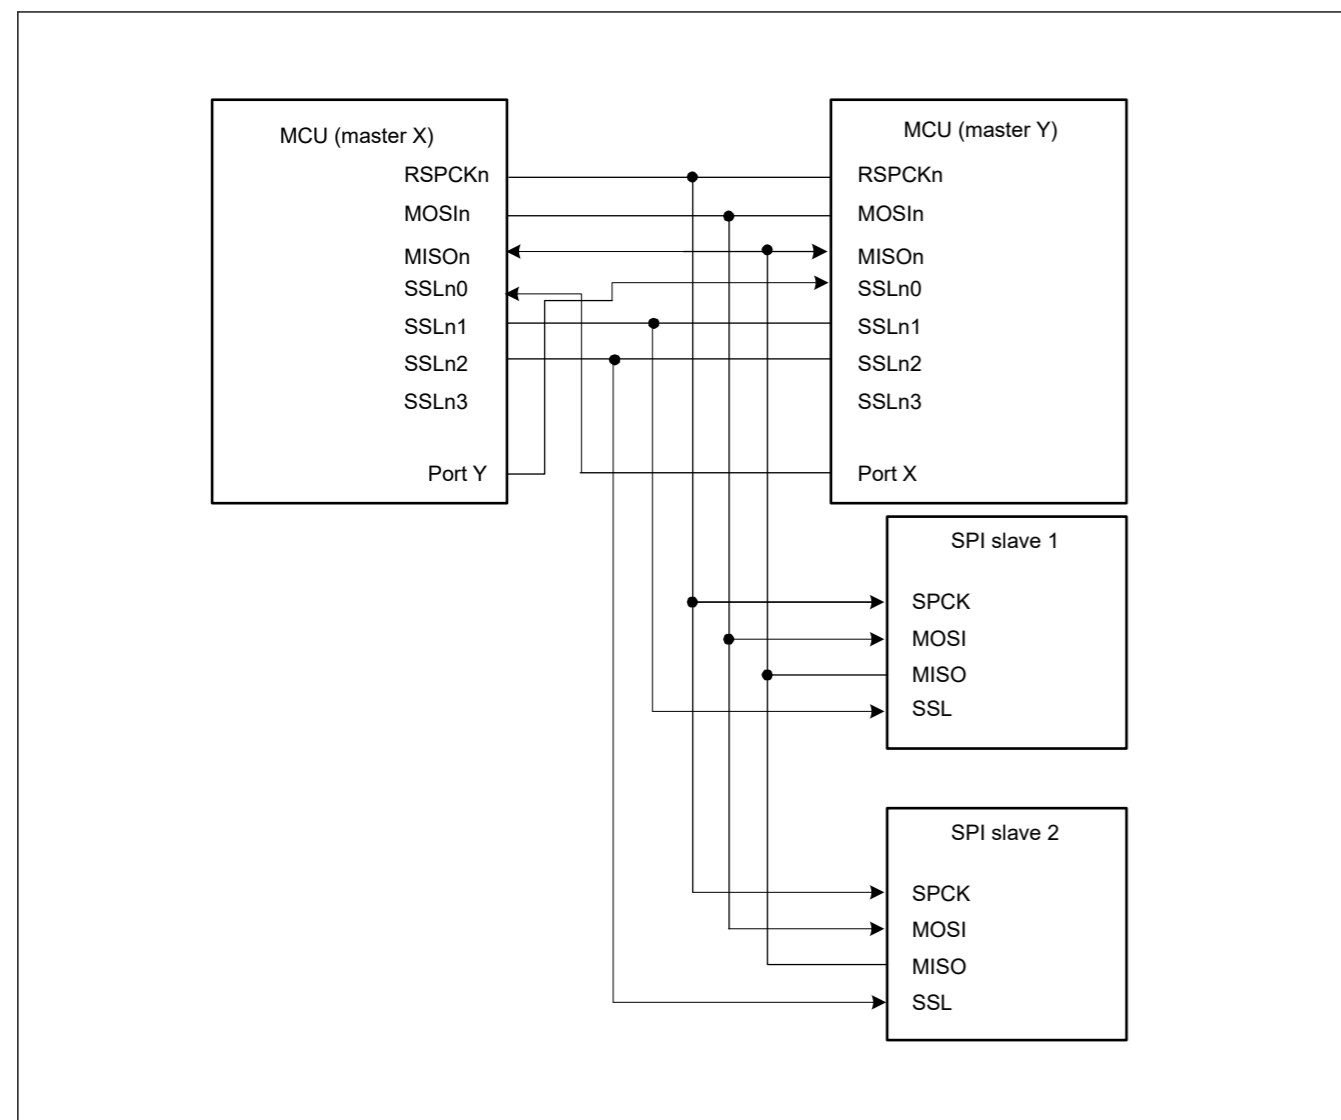 MCU (master X)
RSPCKn
MOSIn
MISOn
SSLn0
SSLn1
SSLn2
SSLn3
Port Y
MCU (master Y)
RSPCKn
MOSIn
MISOn
SSLn0
SSLn1
SSLn2
SSLn3
Port X
SPI slave 1
SPCK
MOSI
MISO
SSL
SPI slave 2
SPCK
MOSI
MISO
SSL